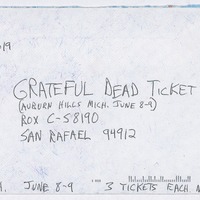 GRATEFUL DEAD TICKET
(AUBURN HILLS MICH. JUNE 8-9)
BOX C-S8190
SAN RAFAEL 94912
JUNE 8-9 3 TICKETS EACH